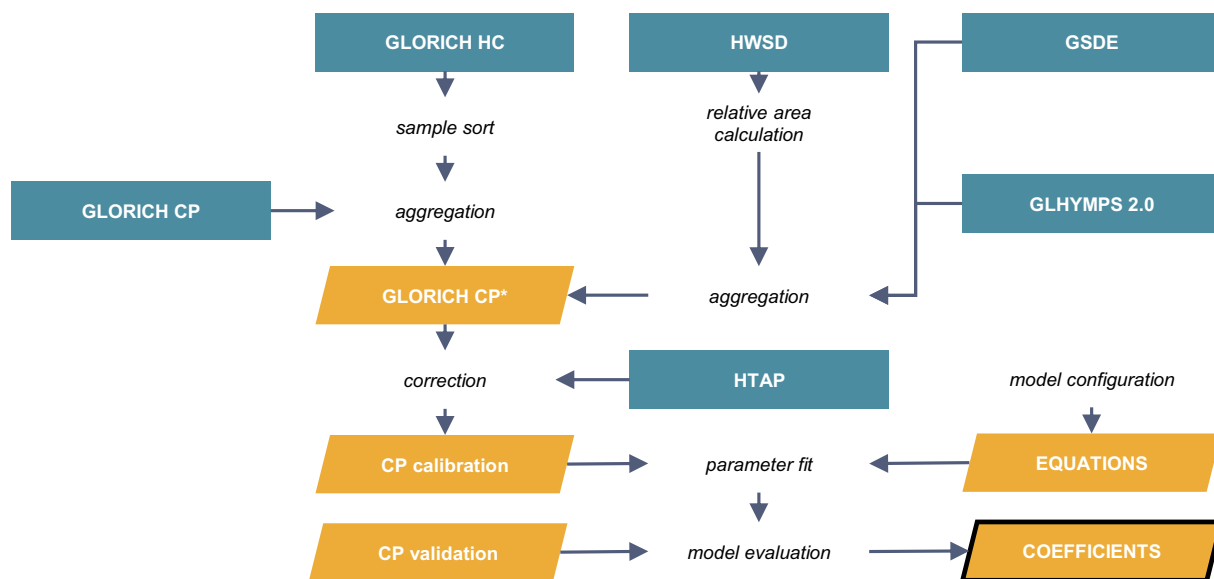 GLORICH HC
HWSD
GSDE
sample sort
relative area
calculation
GLORICH CP
aggregation
GLHYMPS 2.0
GLORICH CP*
aggregation
correction
HTAP
model configuration
CP calibration
parameter fit
EQUATIONS
CP validation
model evaluation
COEFFICIENTS